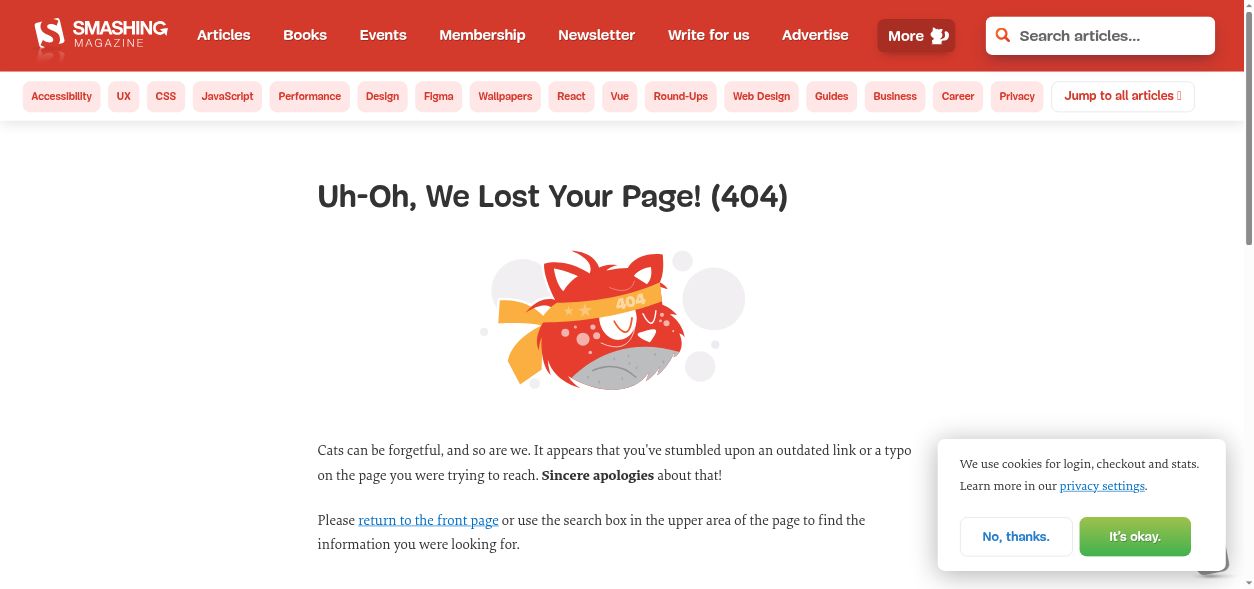 SMASHING
MAGAZINE
Articles
Books
Events
Membership
Newsletter
Write for us
Advertise
More
Search articles...
Accessibility
UX
CSS
JavaScript
Performance
Design
Figma
Wallpapers
React
Vue
Round-Ups
Web Design
Guides
Business
Career
Privacy
Jump to all articles
Uh-Oh, We Lost Your Page! (404)
404
Cats can be forgetful, and so are we. It appears that you've stumbled upon an outdated link or a typo
on the page you were trying to reach. Sincere apologies about that!
Please return to the front page or use the search box in the upper area of the page to find the
information you were looking for.
We use cookies for login, checkout and stats.
Learn more in our privacy settings.
No, thanks.
It's okay.